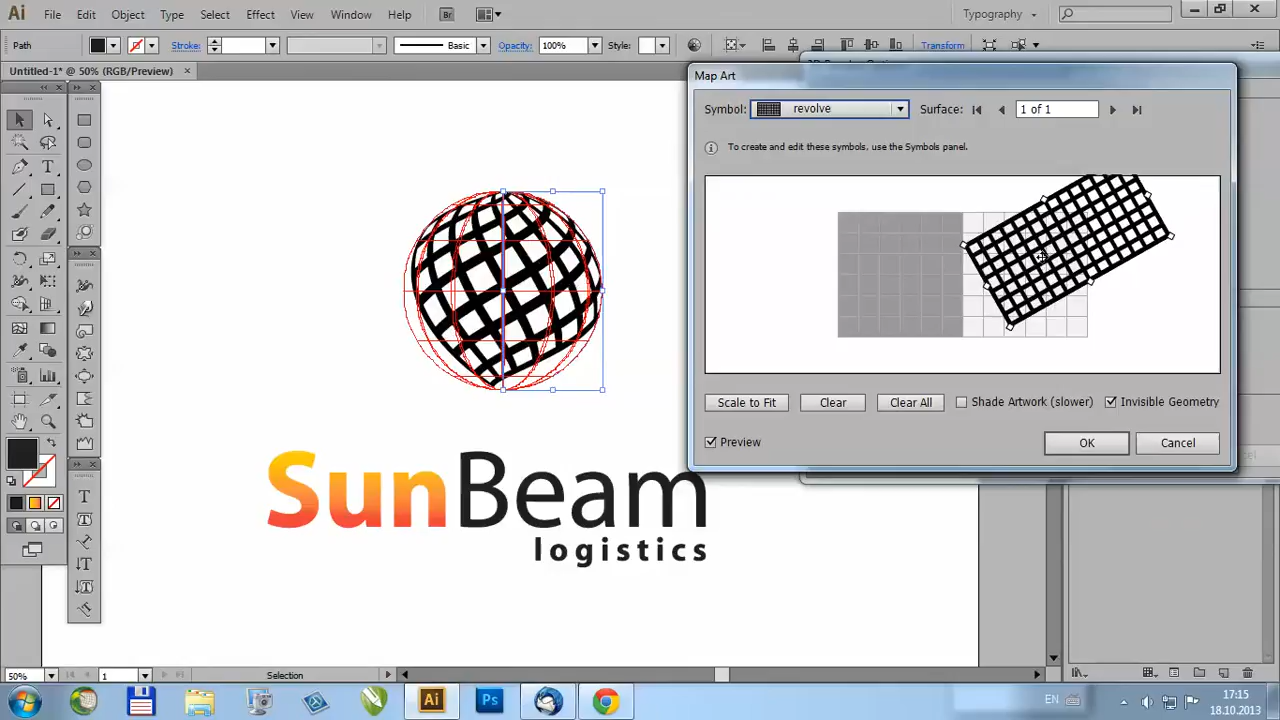 Ai File Edit Object Type Select Effect View Window Help Br Typography
Path Stroke: Basic Opacity: 100% Style: Transform
Untitled-1* @ 50% (RGB/Preview)
Map Art
Symbol: revolve Surface: 1 of 1
To create and edit these symbols, use the Symbols panel.
Scale to Fit Clear Clear All Shade Artwork (slower) Invisible Geometry
Preview OK Cancel
SunBeam
logistics
50% 1 Selection
Ai Ps EN 17:15
18.10.2013